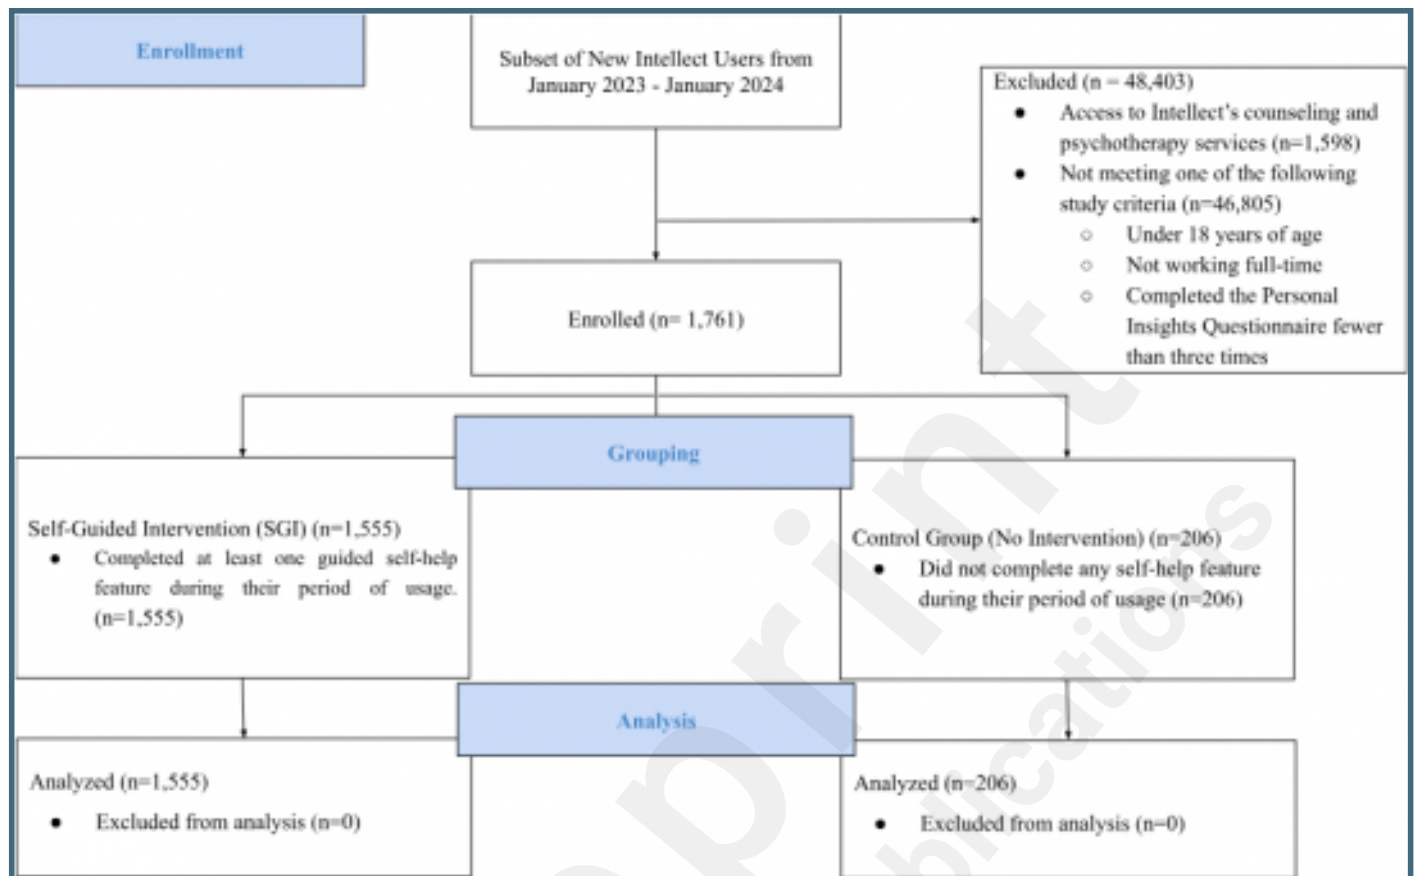 Enrollment
Subset of New Intellect Users from
January 2023 - January 2024
Excluded (n = 48,403)
● Access to Intellect's counseling and
psychotherapy services (n=1,598)
● Not meeting one of the following
study criteria (n=46,805)
○ Under 18 years of age
○ Not working full-time
○ Completed the Personal
Insights Questionnaire fewer
than three times
Enrolled (n= 1,761)
Grouping
Self-Guided Intervention (SGI) (n=1,555)
● Completed at least one guided self-help
feature during their period of usage.
(n=1,555)
Control Group (No Intervention) (n=206)
● Did not complete any self-help feature
during their period of usage (n=206)
Analysis
Analyzed (n=1,555)
● Excluded from analysis (n=0)
Analyzed (n=206)
● Excluded from analysis (n=0)
print
blications